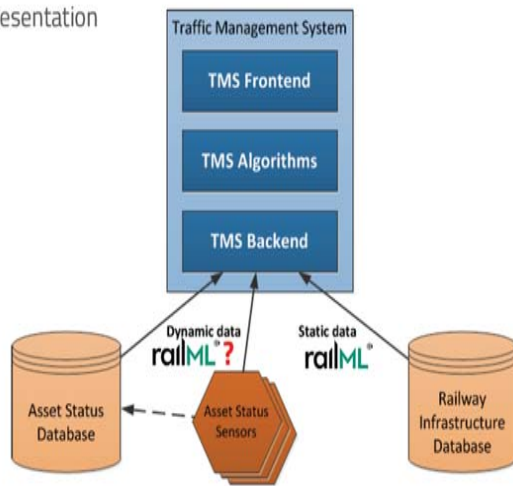 esentation
Traffic Management System
TMS Frontend
TMS Algorithms
TMS Backend
Dynamic data
railML® ?
Static data
railML®
Asset Status
Database
Asset Status
Sensors
Railway
Infrastructure
Database